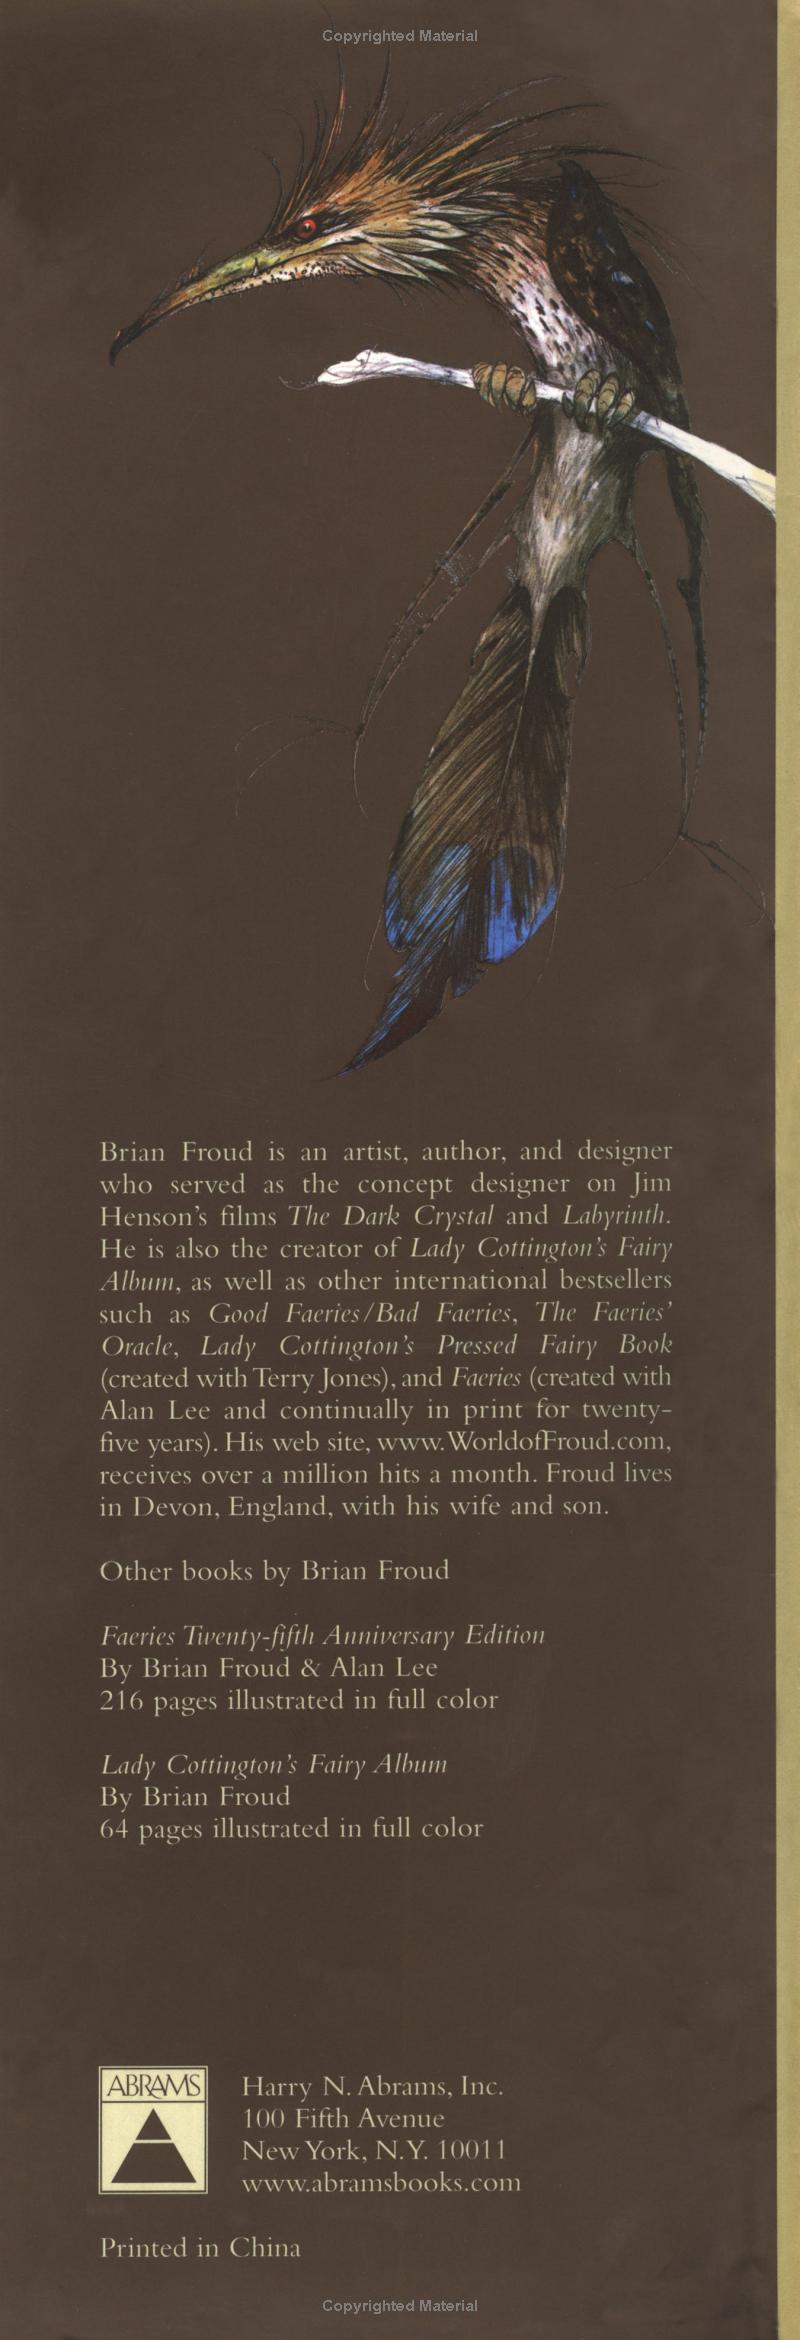 Copyrighted Material
Brian Froud is an artist, author, and designer
who served as the concept designer on Jim
Henson's films The Dark Crystal and Labyrinth.
He is also the creator of Lady Cottington's Fairy
Album, as well as other international bestsellers
such as Good Faeries/Bad Faeries, The Faeries'
Oracle, Lady Cottington's Pressed Fairy Book
(created with Terry Jones), and Faeries (created with
Alan Lee and continually in print for twenty-
five years). His web site, www.WorldofFroud.com,
receives over a million hits a month. Froud lives
in Devon, England, with his wife and son.
Other books by Brian Froud
Faeries Twenty-fifth Anniversary Edition
By Brian Froud & Alan Lee
216 pages illustrated in full color
Lady Cottington's Fairy Album
By Brian Froud
64 pages illustrated in full color
ABRAMS
Harry N. Abrams, Inc.
100 Fifth Avenue
New York, N.Y. 10011
www.abramsbooks.com
Printed in China
Copyrighted Material